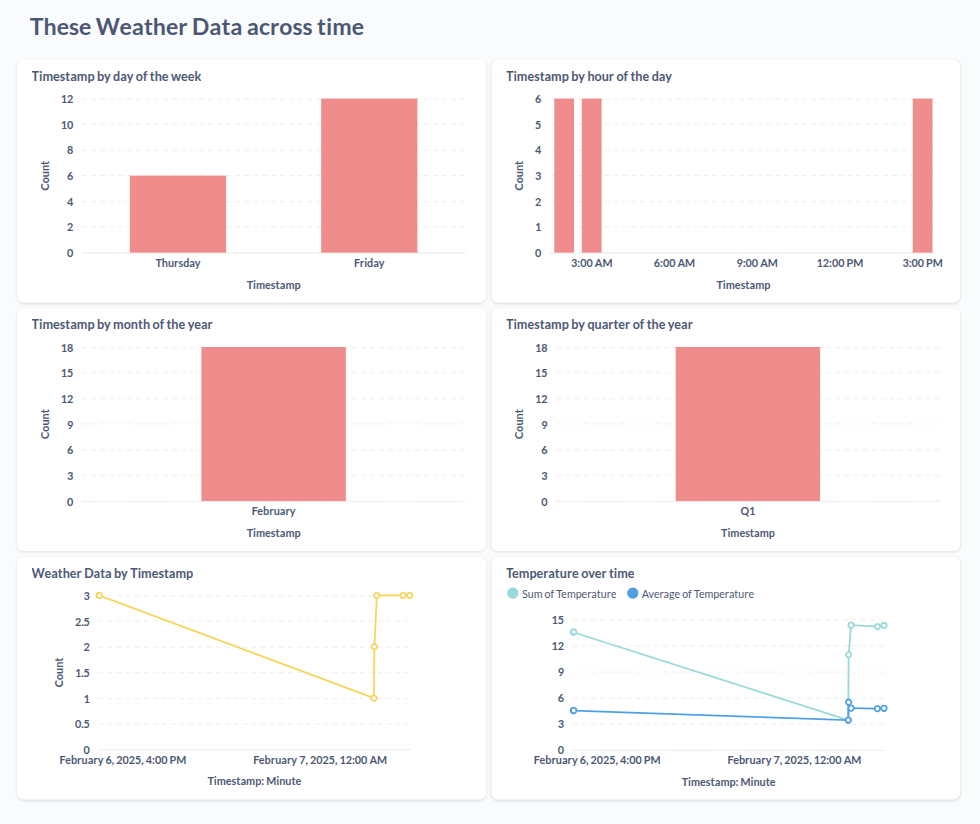 These Weather Data across time
Timestamp by day of the week
12
10
8
6
4
2
0
Count
Thursday
Friday
Timestamp
Timestamp by hour of the day
6
5
4
3
2
1
0
Count
3:00 AM
6:00 AM
9:00 AM
12:00 PM
3:00 PM
Timestamp
Timestamp by month of the year
18
15
12
9
6
3
0
Count
February
Timestamp
Timestamp by quarter of the year
18
15
12
9
6
3
0
Count
Q1
Timestamp
Weather Data by Timestamp
3
2.5
2
1.5
1
0.5
0
Count
February 6, 2025, 4:00 PM
February 7, 2025, 12:00 AM
Timestamp: Minute
Temperature over time
Sum of Temperature
Average of Temperature
15
12
9
6
3
0
February 6, 2025, 4:00 PM
February 7, 2025, 12:00 AM
Timestamp: Minute